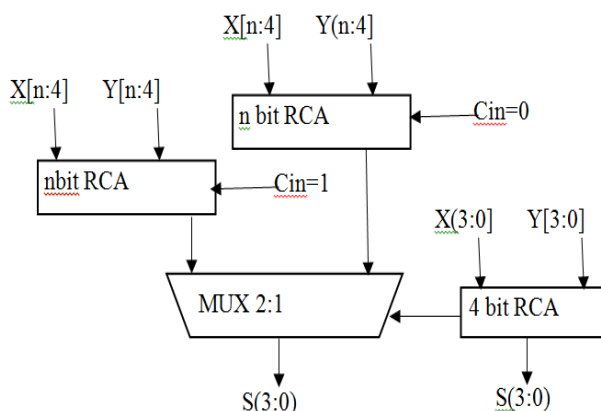 X[n:4] Y(n:4]
X[n:4] Y[n:4]
n bit RCA
Cin=0
nbit RCA
Cin=1
X(3:0] Y[3:0]
MUX 2:1
4 bit RCA
S(3:0)
S(3:0)